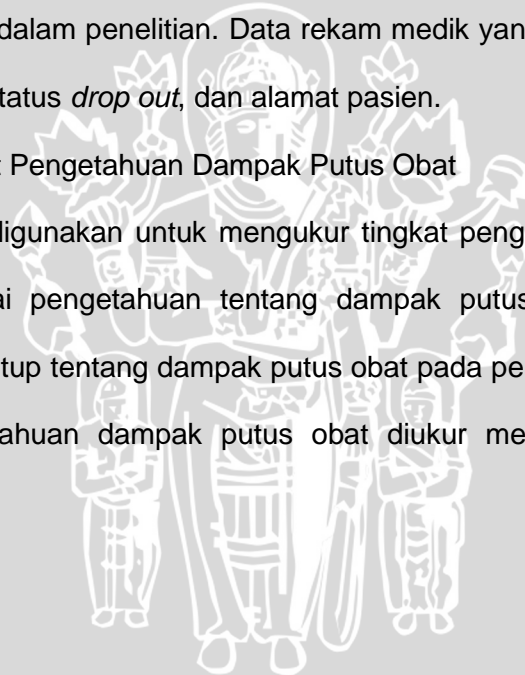 dalam penelitian. Data rekam medik yan
tatus drop out, dan alamat pasien.
t Pengetahuan Dampak Putus Obat
digunakan untuk mengukur tingkat peng
ai pengetahuan tentang dampak putus
tup tentang dampak putus obat pada pe
ahuan dampak putus obat diukur me